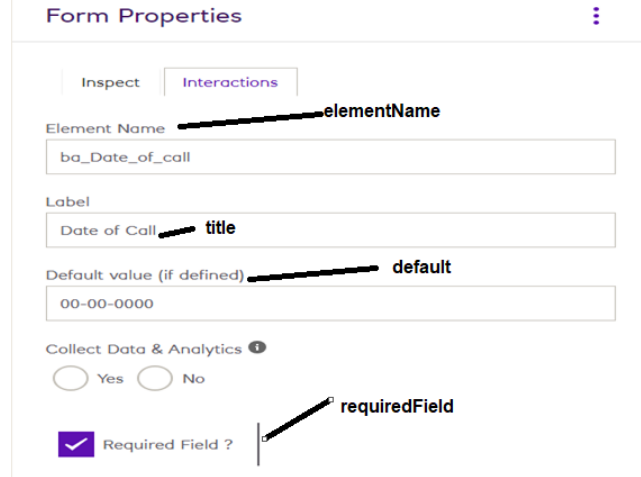 Form Properties
Inspect Interactions
elementName
Element Name
ba_Date_of_call
Label
Date of Call title
Default value (if defined) default
00-00-0000
Collect Data & Analytics
Yes No
requiredField
Required Field ?